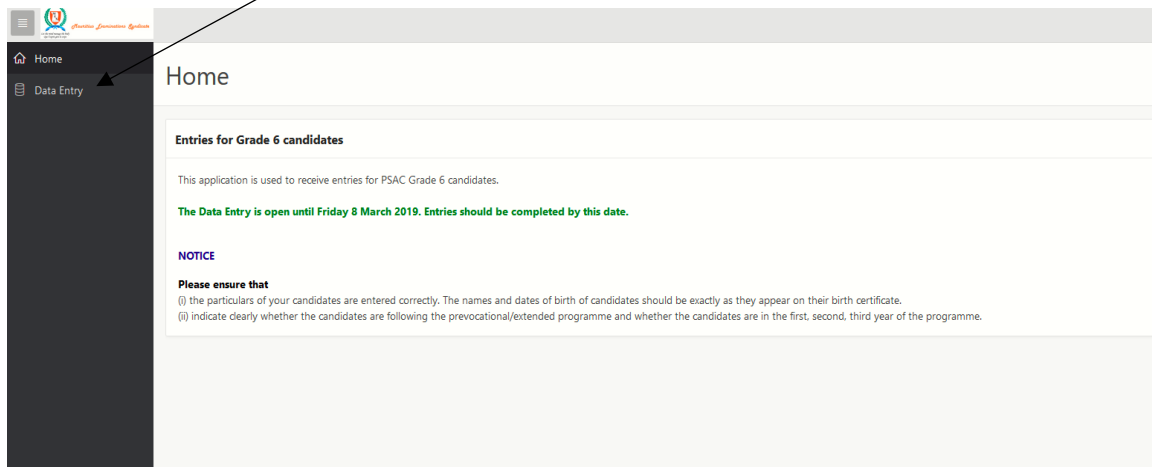 Mauritius Examinations Syndicate
Home
Data Entry
Home
Entries for Grade 6 candidates
This application is used to receive entries for PSAC Grade 6 candidates.
The Data Entry is open until Friday 8 March 2019. Entries should be completed by this date.
NOTICE
Please ensure that
(i) the particulars of your candidates are entered correctly. The names and dates of birth of candidates should be exactly as they appear on their birth certificate.
(ii) indicate clearly whether the candidates are following the prevocational/extended programme and whether the candidates are in the first, second, third year of the programme.